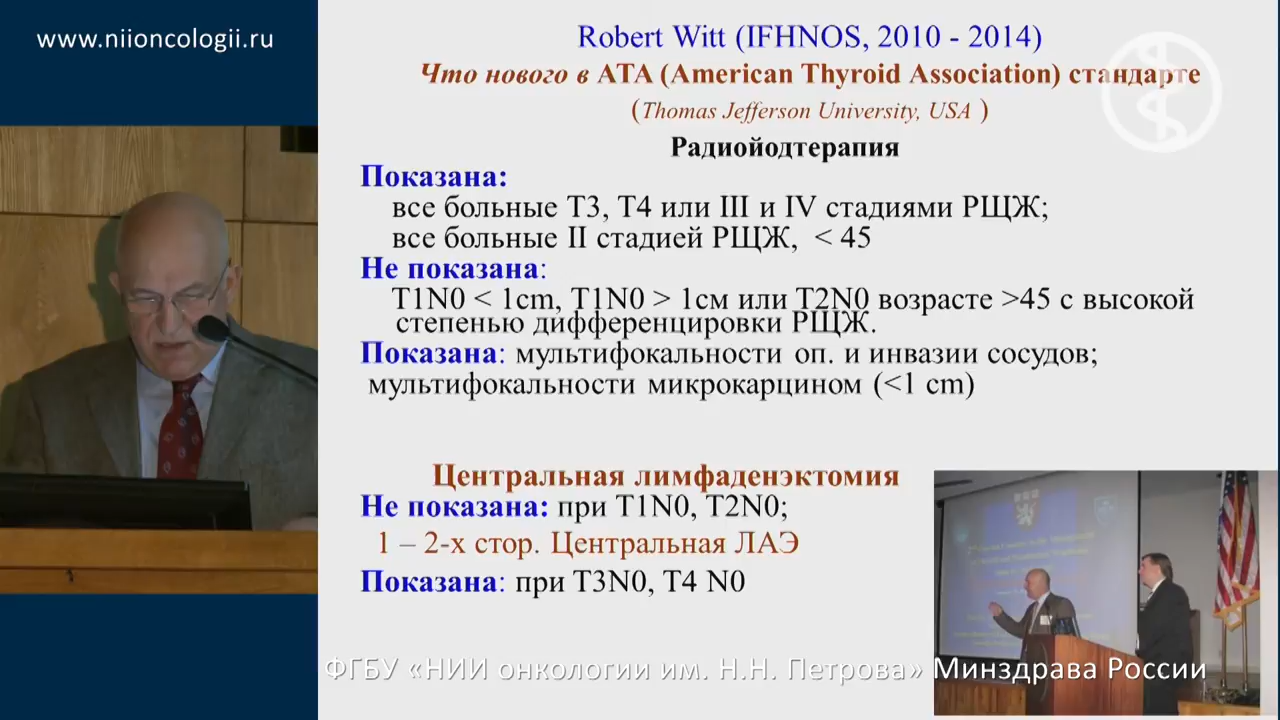 www.niioncologii.ru
Robert Witt (IFHNOS, 2010 - 2014)
Что нового в АТА (American Thyroid Association) стандарте
(Thomas Jefferson University, USA )
Радиойодтерапия
Показана:
все больные Т3, Т4 или III и IV стадиями РЩЖ;
все больные II стадией РЩЖ, < 45
Не показана:
T1N0 < 1cm, T1N0 > 1см или T2N0 возрасте >45 с высокой
степенью дифференцировки РЩЖ.
Показана: мультифокальности оп. и инвазии сосудов;
мультифокальности микрокарцином (<1 cm)
Центральная лимфаденэктомия
Не показана: при T1N0, T2N0;
1 – 2-х стор. Центральная ЛАЭ
Показана: при T3N0, T4 N0
ФГБУ «НИИ онкологии им. Н.Н. Петрова» Минздрава России